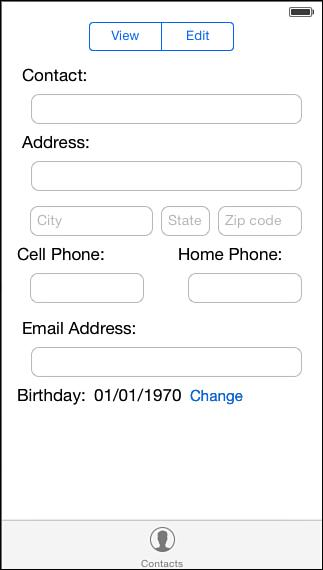 View Edit
Contact:
Address:
City State Zip code
Cell Phone: Home Phone:
Email Address:
Birthday: 01/01/1970 Change
Contacts